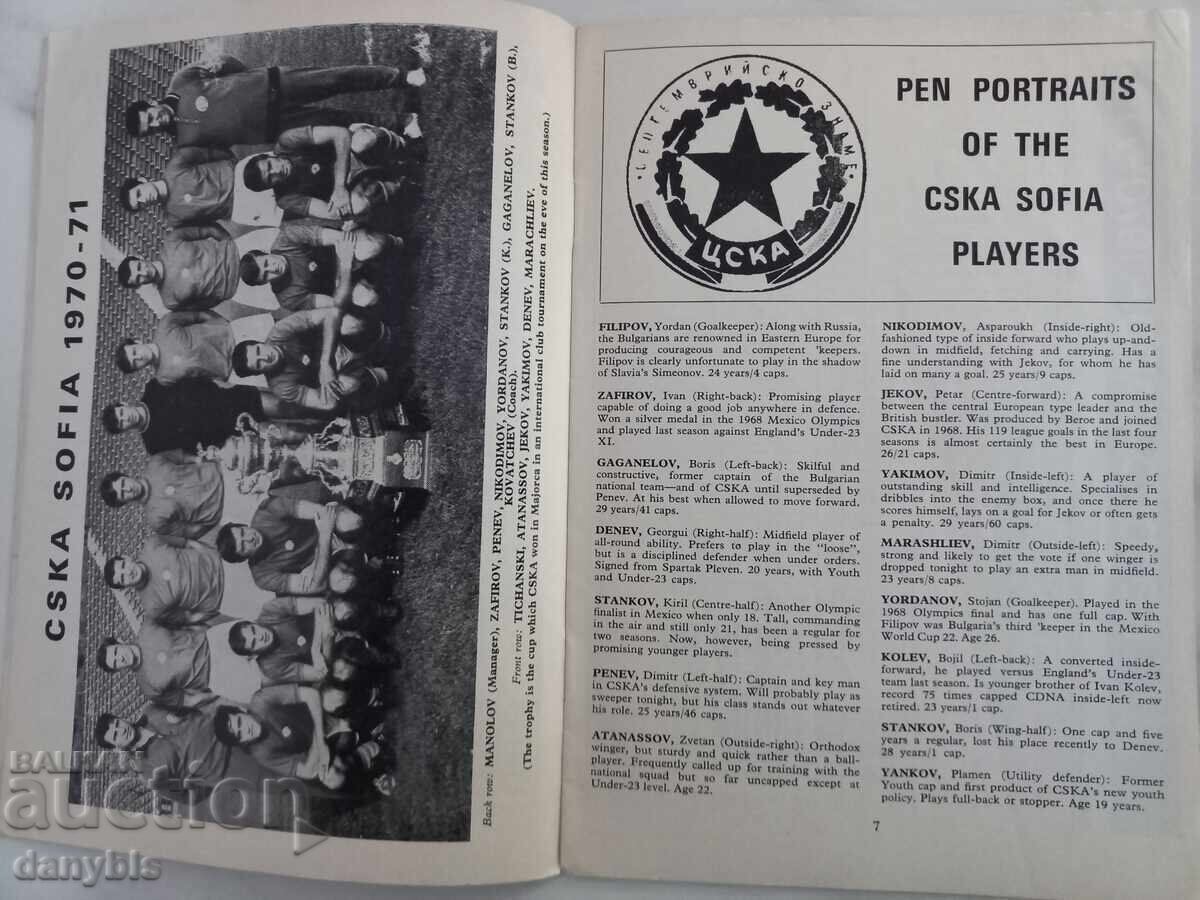 CSKA SOFIA 1970-71
Back row: MANOLOV (Manager), ZAFIROV, PENEV, NIKODIMOV, YORDANOV, STANKOV (K.), GAGANELOV, STANKOV (B.),
KOVATCHEV (Coach).
Front row: TICHANSKI, ATANASSOV, JEKOV, YAKIMOV, DENEV, MARACHLIEV.
(The trophy is the cup which CSKA won in Majorca in an International club tournament on the eve of this season.)
СЕПТЕМВРИЙСКО ЗНАМЕ
ЦСКА
PEN PORTRAITS
OF THE
CSKA SOFIA
PLAYERS
FILIPOV, Yordan (Goalkeeper): Along with Russia,
the Bulgarians are renowned in Eastern Europe for
producing courageous and competent 'keepers.
Filipov is clearly unfortunate to play in the shadow
of Slavia's Simeonov. 24 years/4 caps.
ZAFIROV, Ivan (Right-back): Promising player
capable of doing a good job anywhere in defence.
Won a silver medal in the 1968 Mexico Olympics
and played last season against England's Under-23
XI.
GAGANELOV, Boris (Left-back): Skilful and
constructive, former captain of the Bulgarian
national team—and of CSKA until superseded by
Penev. At his best when allowed to move forward.
29 years/41 caps.
DENEV, Georgui (Right-half): Midfield player of
all-round ability. Prefers to play in the "loose",
but is a disciplined defender when under orders.
Signed from Spartak Pleven. 20 years, with Youth
and Under-23 caps.
STANKOV, Kiril (Centre-half): Another Olympic
finalist in Mexico when only 18. Tall, commanding
in the air and still only 21, has been a regular for
two seasons. Now, however, being pressed by
promising younger players.
PENEV, Dimitr (Left-half): Captain and key man
in CSKA's defensive system. Will probably play as
sweeper tonight, but his class stands out whatever
his role. 25 years/46 caps.
ATANASSOV, Zvetan (Outside-right): Orthodox
winger, but sturdy and quick rather than a ball-
player. Frequently called up for training with the
national squad but so far uncapped except at
Under-23 level. Age 22.
NIKODIMOV, Asparoukh (Inside-right): Old-
fashioned type of inside forward who plays up-and-
down in midfield, fetching and carrying. Has a
fine understanding with Jekov, for whom he has
laid on many a goal. 25 years/9 caps.
JEKOV, Petar (Centre-forward): A compromise
between the central European type leader and the
British bustler. Was produced by Beroe and joined
CSKA in 1968. His 119 league goals in the last four
seasons is almost certainly the best in Europe.
26/21 caps.
YAKIMOV, Dimitr (Inside-left): A player of
outstanding skill and intelligence. Specialises in
dribbles into the enemy box, and once there he
scores himself, lays on a goal for Jekov or often gets
a penalty. 29 years/60 caps.
MARASHLIEV, Dimitr (Outside-left): Speedy,
strong and likely to get the vote if one winger is
dropped tonight to play an extra man in midfield.
23 years/8 caps.
YORDANOV, Stojan (Goalkeeper). Played in the
1968 Olympics final and has one full cap. With
Filipov was Bulgaria's third 'keeper in the Mexico
World Cup 22. Age 26.
KOLEV, Bojil (Left-back): A converted inside-
forward, he played versus England's Under-23
team last season. Is younger brother of Ivan Kolev,
record 75 times capped CDNA inside-left now
retired. 23 years/1 cap.
STANKOV, Boris (Wing-half): One cap and five
years a regular, lost his place recently to Denev.
28 years/1 cap.
YANKOV, Plamen (Utility defender): Former
Youth cap and first product of CSKA's new youth
policy. Plays full-back or stopper. Age 19 years.
7
BALKAN
auction
danybls